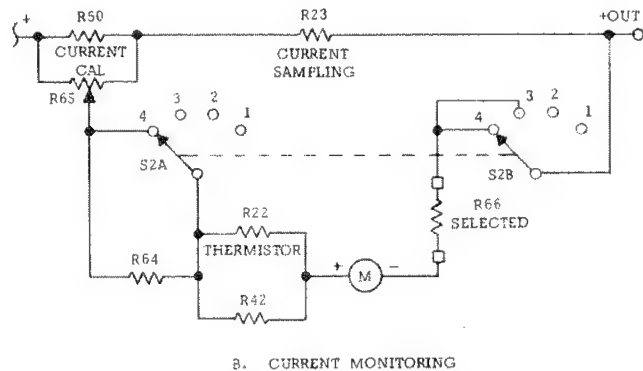 +
R50
CURRENT
CAL
R65
R23
CURRENT
SAMPLING
+OUT
4 3 2 1
S2A
4 3 2 1
S2B
R66
SELECTED
R22
THERMISTOR
R64
R42
+ M -
B. CURRENT MONITORING